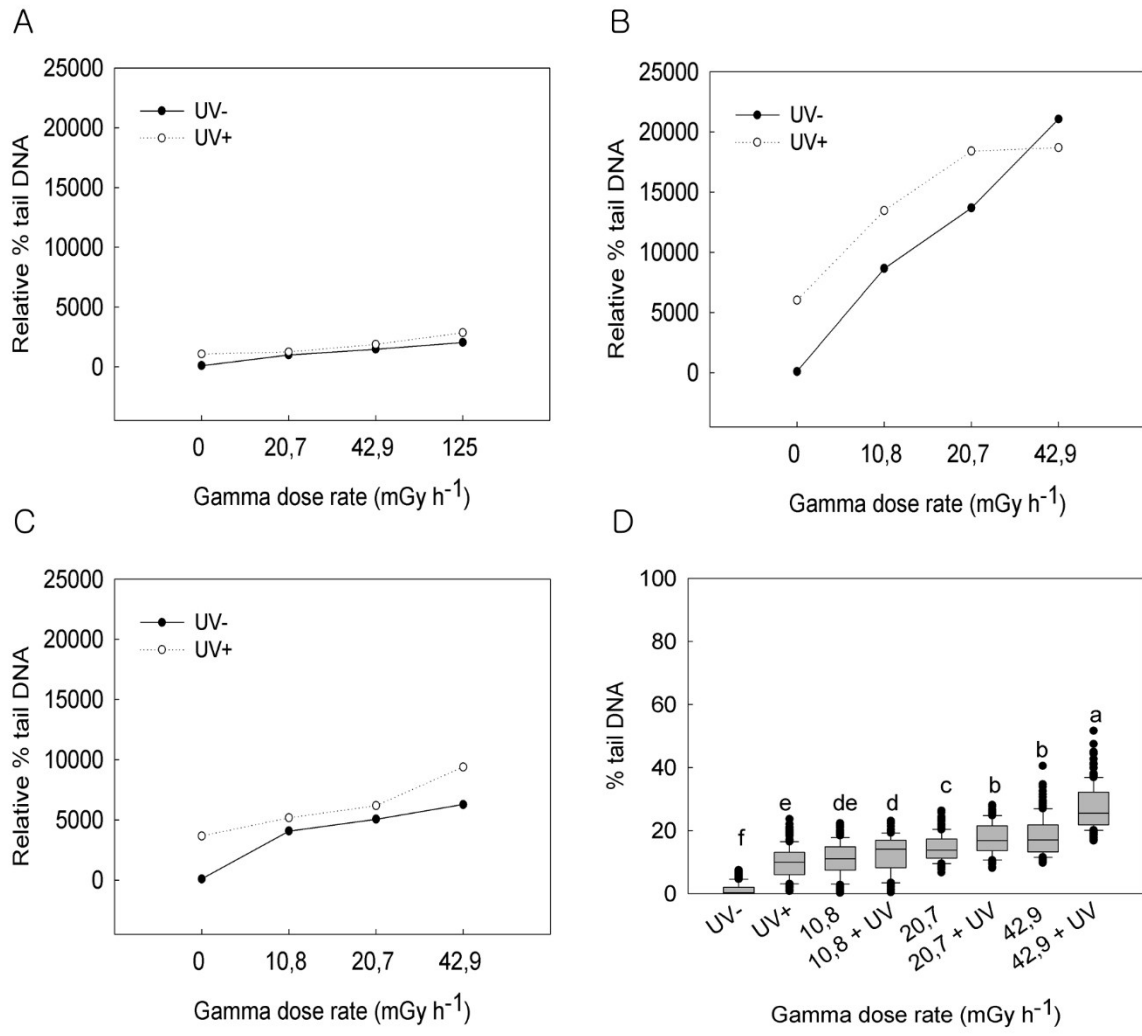 A
Relative % tail DNA
25000
20000
15000
10000
5000
0
UV-
UV+
0 20,7 42,9 125
Gamma dose rate (mGy h-1)
B
Relative % tail DNA
25000
20000
15000
10000
5000
0
UV-
UV+
0 10,8 20,7 42,9
Gamma dose rate (mGy h-1)
C
Relative % tail DNA
25000
20000
15000
10000
5000
0
UV-
UV+
0 10,8 20,7 42,9
Gamma dose rate (mGy h-1)
D
% tail DNA
100
80
60
40
20
0
f e de d c b b a
UV- UV+ 10,8 10,8 + UV 20,7 20,7 + UV 42,9 42,9 + UV
Gamma dose rate (mGy h-1)